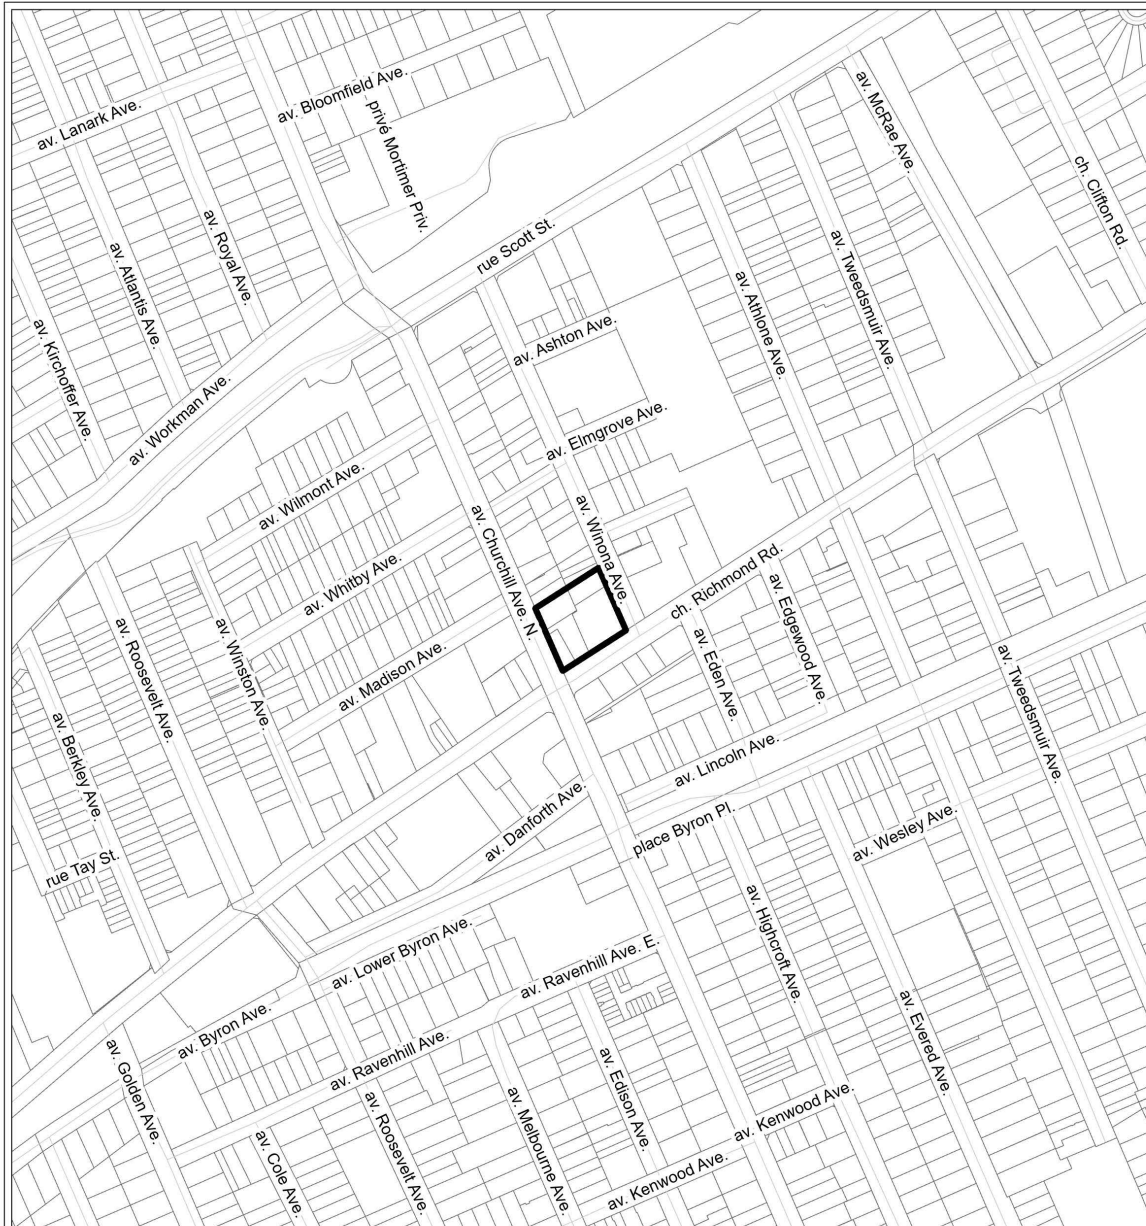 av. Lanark Ave.
av. Bloomfield Ave.
privé Mortimer Priv.
av. McRae Ave.
ch. Clifton Rd.
av. Royal Ave.
av. Atlantis Ave.
rue Scott St.
av. Tweedsmuir Ave.
av. Athlone Ave.
av. Kirchoffer Ave.
av. Ashton Ave.
av. Workman Ave.
av. Elmgrove Ave.
av. Wilmont Ave.
av. Churchill Ave. N.
av. Winona Ave.
av. Whitby Ave.
ch. Richmond Rd.
av. Edgewood Ave.
av. Roosevelt Ave.
av. Winston Ave.
av. Madison Ave.
av. Eden Ave.
av. Tweedsmuir Ave.
av. Berkley Ave.
av. Lincoln Ave.
av. Danforth Ave.
place Byron Pl.
av. Wesley Ave.
rue Tay St.
av. Highcroft Ave.
av. Lower Byron Ave.
av. Ravenhill Ave. E.
av. Byron Ave.
av. Evered Ave.
av. Golden Ave.
av. Ravenhill Ave.
av. Edison Ave.
av. Roosevelt Ave.
av. Melbourne Ave.
av. Kenwood Ave.
av. Cole Ave.
av. Kenwood Ave.